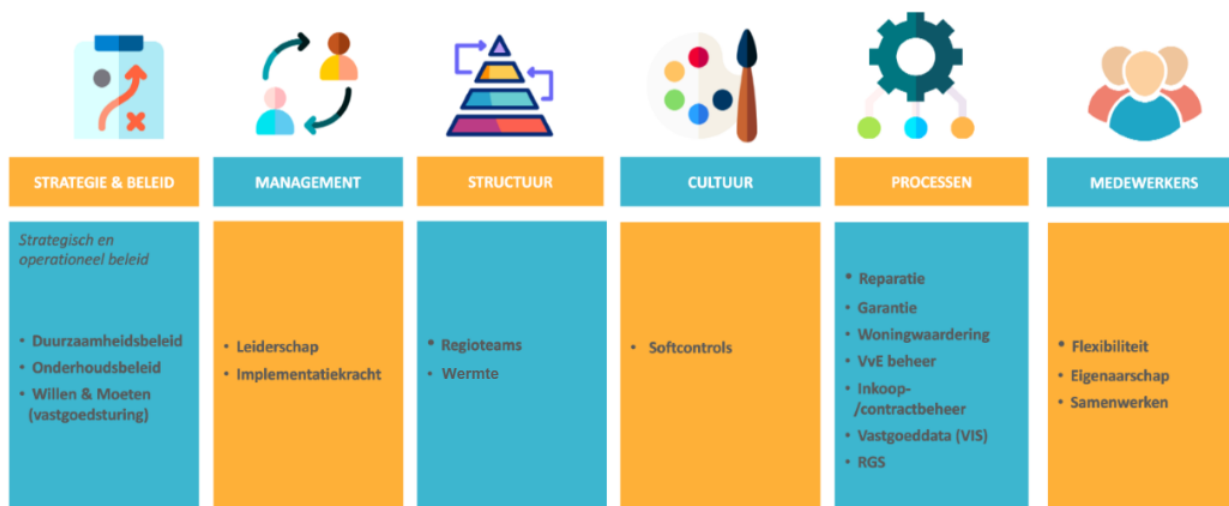 STRATEGIE & BELEID
Strategisch en
operationeel beleid
• Duurzaamheidsbeleid
• Onderhoudsbeleid
• Willen & Moeten
(vastgoedsturing)
MANAGEMENT
• Leiderschap
• Implementatiekracht
STRUCTUUR
• Regioteams
• Wermte
CULTUUR
• Softcontrols
PROCESSEN
• Reparatie
• Garantie
• Woningwaardering
• VvE beheer
• Inkoop-
/contractbeheer
• Vastgoeddata (VIS)
• RGS
MEDEWERKERS
• Flexibiliteit
• Eigenaarschap
• Samenwerken